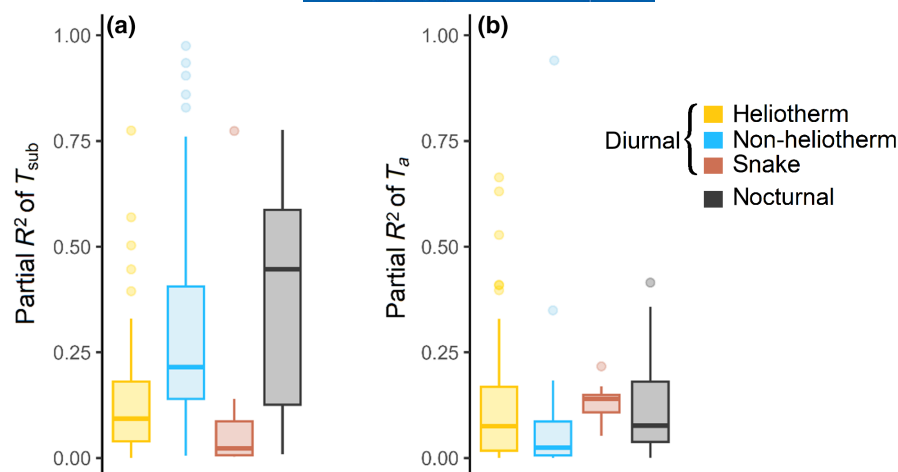 (a)
1.00
0.75
0.50
0.25
0.00
Partial R² of Tsub
(b)
1.00
0.75
0.50
0.25
0.00
Partial R² of Ta
Diurnal
Heliotherm
Non-heliotherm
Snake
Nocturnal